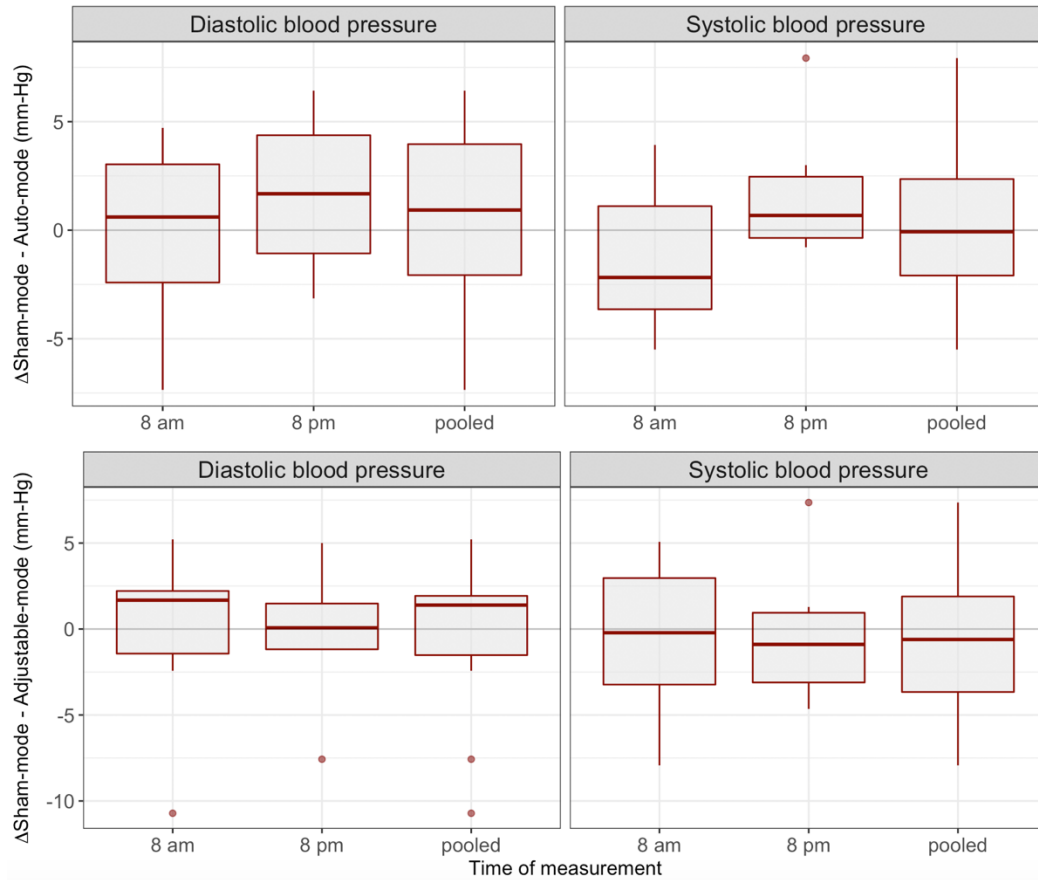 Diastolic blood pressure
Systolic blood pressure
ΔSham-mode - Auto-mode (mm-Hg)
5
0
-5
8 am
8 pm
pooled
8 am
8 pm
pooled
Diastolic blood pressure
Systolic blood pressure
ΔSham-mode - Adjustable-mode (mm-Hg)
5
0
-5
-10
8 am
8 pm
pooled
8 am
8 pm
pooled
Time of measurement